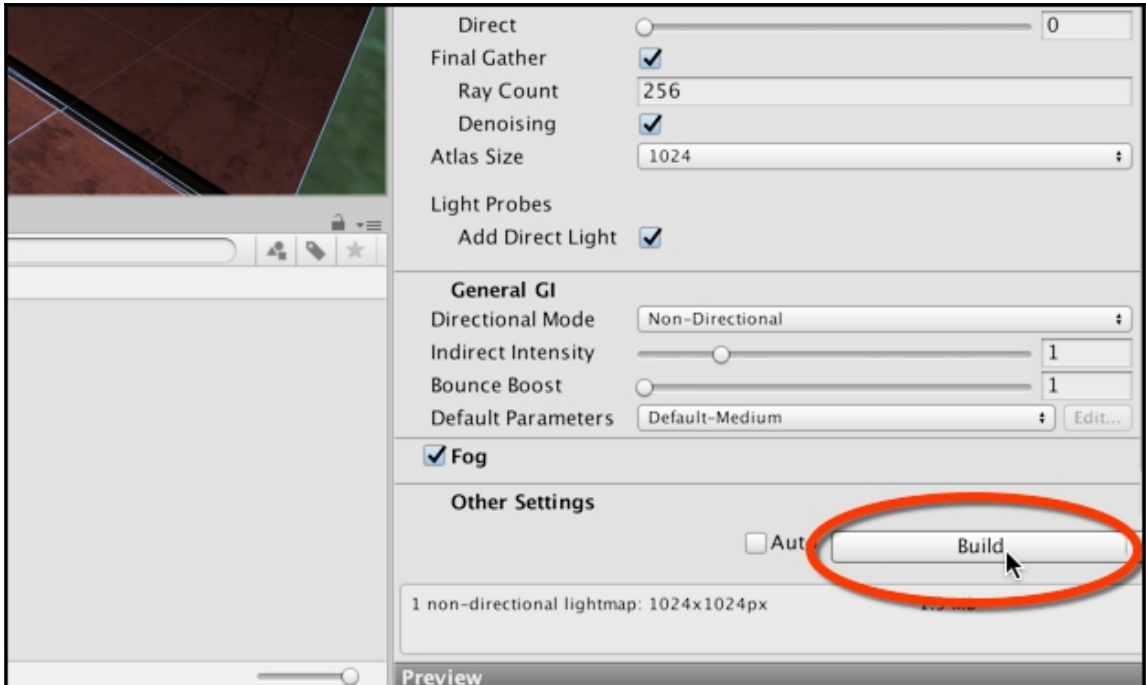 Direct 0
Final Gather
Ray Count 256
Denoising
Atlas Size 1024
Light Probes
Add Direct Light
General GI
Directional Mode Non-Directional
Indirect Intensity 1
Bounce Boost 1
Default Parameters Default-Medium Edit...
Fog
Other Settings
Aut Build
1 non-directional lightmap: 1024x1024px
Preview